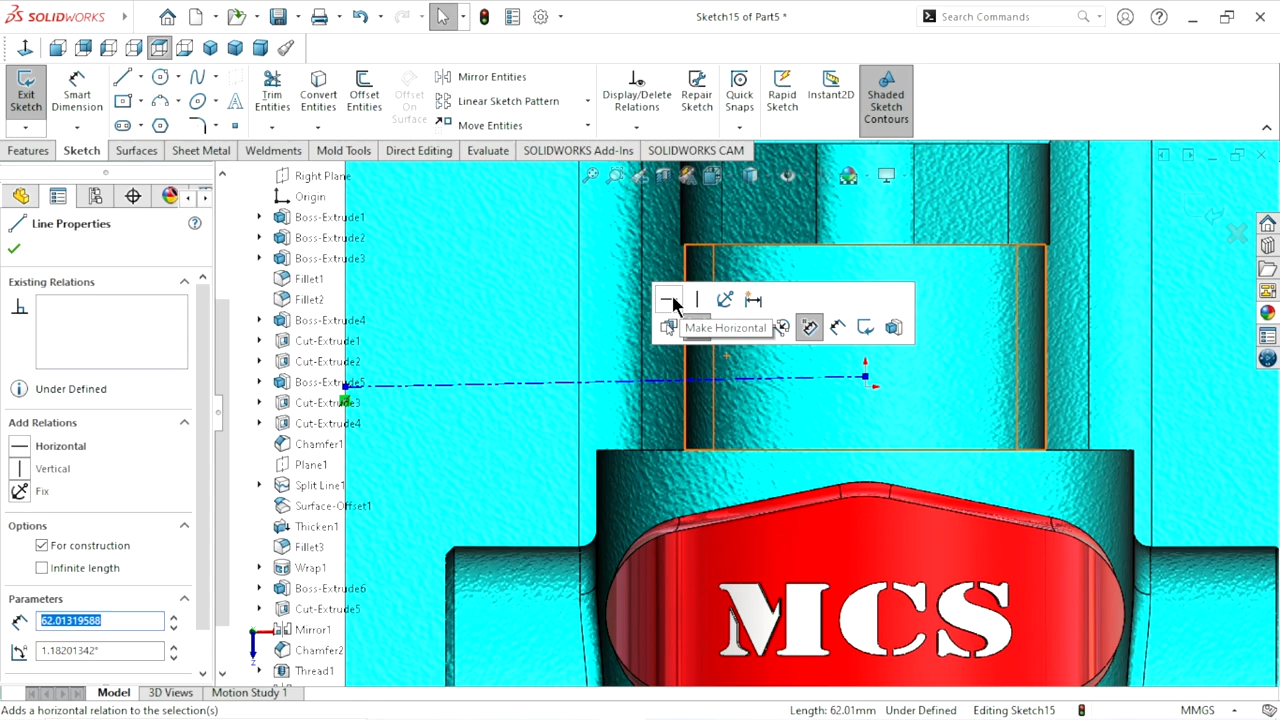 SOLIDWORKS
Sketch15 of Part5 *
Search Commands
Exit Sketch
Smart Dimension
Trim Entities
Convert Entities
Offset Entities
Offset On Surface
Mirror Entities
Linear Sketch Pattern
Move Entities
Display/Delete Relations
Repair Sketch
Quick Snaps
Rapid Sketch
Instant2D
Shaded Sketch Contours
Features
Sketch
Surfaces
Sheet Metal
Weldments
Mold Tools
Direct Editing
Evaluate
SOLIDWORKS Add-Ins
SOLIDWORKS CAM
Line Properties
Existing Relations
Under Defined
Add Relations
Horizontal
Vertical
Fix
Options
For construction
Infinite length
Parameters
62.01319588
1.18201342°
Right Plane
Origin
Boss-Extrude1
Boss-Extrude2
Boss-Extrude3
Fillet1
Fillet2
Boss-Extrude4
Cut-Extrude1
Cut-Extrude2
Boss-Extrude5
Cut-Extrude3
Cut-Extrude4
Chamfer1
Plane1
Split Line1
Surface-Offset1
Thicken1
Fillet3
Wrap1
Boss-Extrude6
Cut-Extrude5
Mirror1
Chamfer2
Thread1
Z
Make Horizontal
MCS
Model
3D Views
Motion Study 1
Adds a horizontal relation to the selection(s)
Length: 62.01mm
Under Defined
Editing Sketch15
MMGS